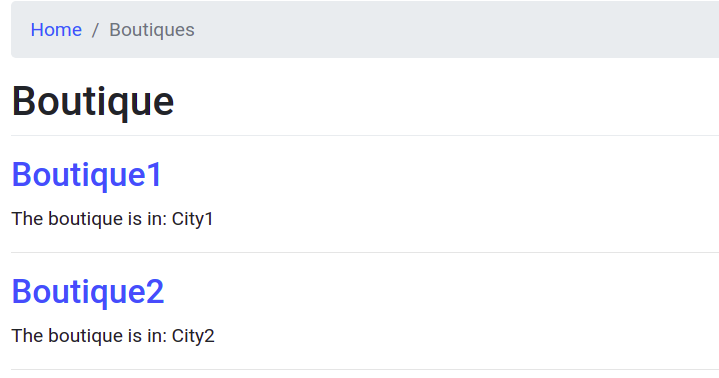 Home / Boutiques
Boutique
Boutique1
The boutique is in: City1
Boutique2
The boutique is in: City2